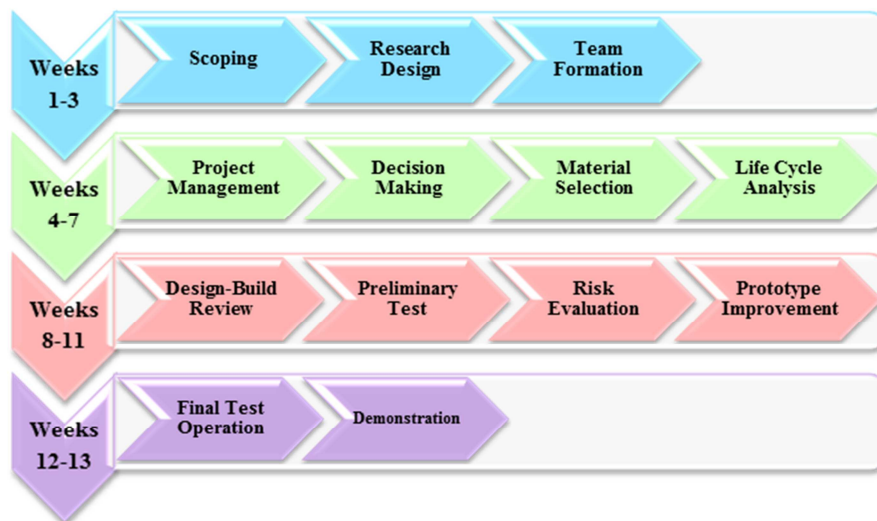 Weeks
1-3
Scoping
Research
Design
Team
Formation
Weeks
4-7
Project
Management
Decision
Making
Material
Selection
Life Cycle
Analysis
Weeks
8-11
Design-Build
Review
Preliminary
Test
Risk
Evaluation
Prototype
Improvement
Weeks
12-13
Final Test
Operation
Demonstration